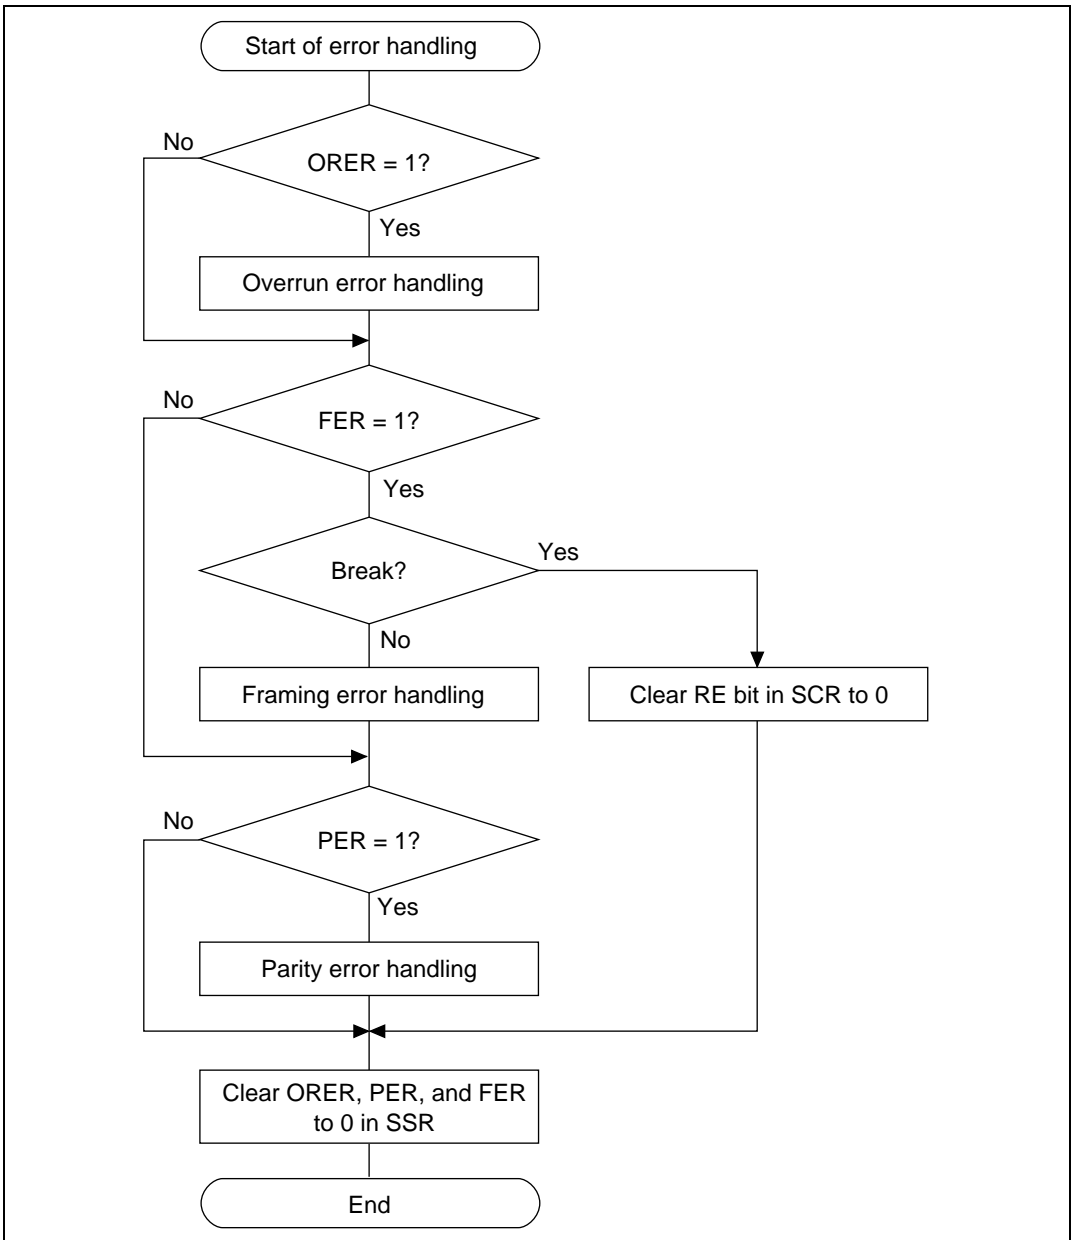 Start of error handling
No
ORER = 1?
Yes
Overrun error handling
No
FER = 1?
Yes
Break?
Yes
No
Framing error handling
Clear RE bit in SCR to 0
No
PER = 1?
Yes
Parity error handling
Clear ORER, PER, and FER
to 0 in SSR
End